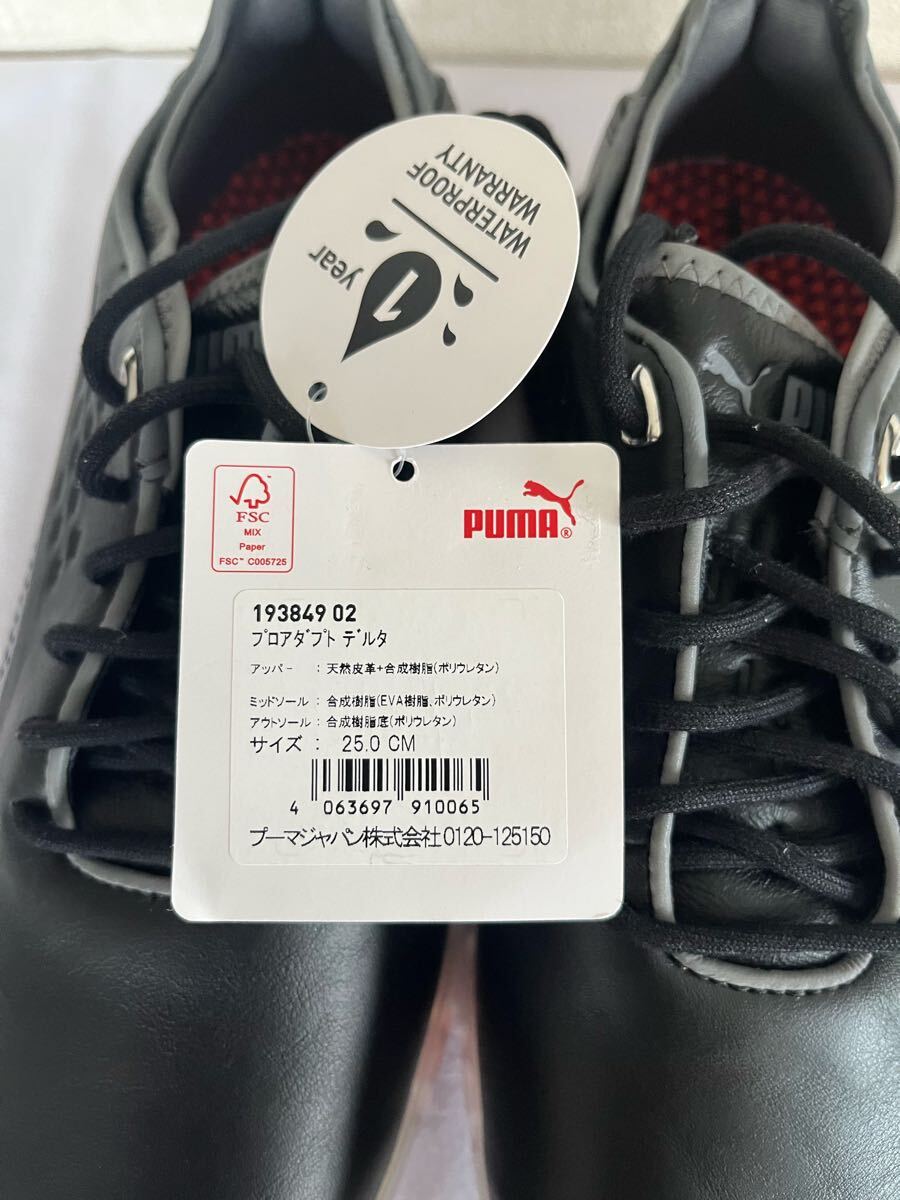 1
year
WATERPROOF
WARRANTY
FSC
MIX
Paper
FSC™ C005725
PUMA®
193849 02
プロアダプト デルタ
アッパー : 天然皮革+合成樹脂(ポリウレタン)
ミッドソール : 合成樹脂(EVA樹脂、ポリウレタン)
アウトソール : 合成樹脂底(ポリウレタン)
サイズ : 25.0 CM
4 063697 910065
プーマジャパン株式会社0120-125150